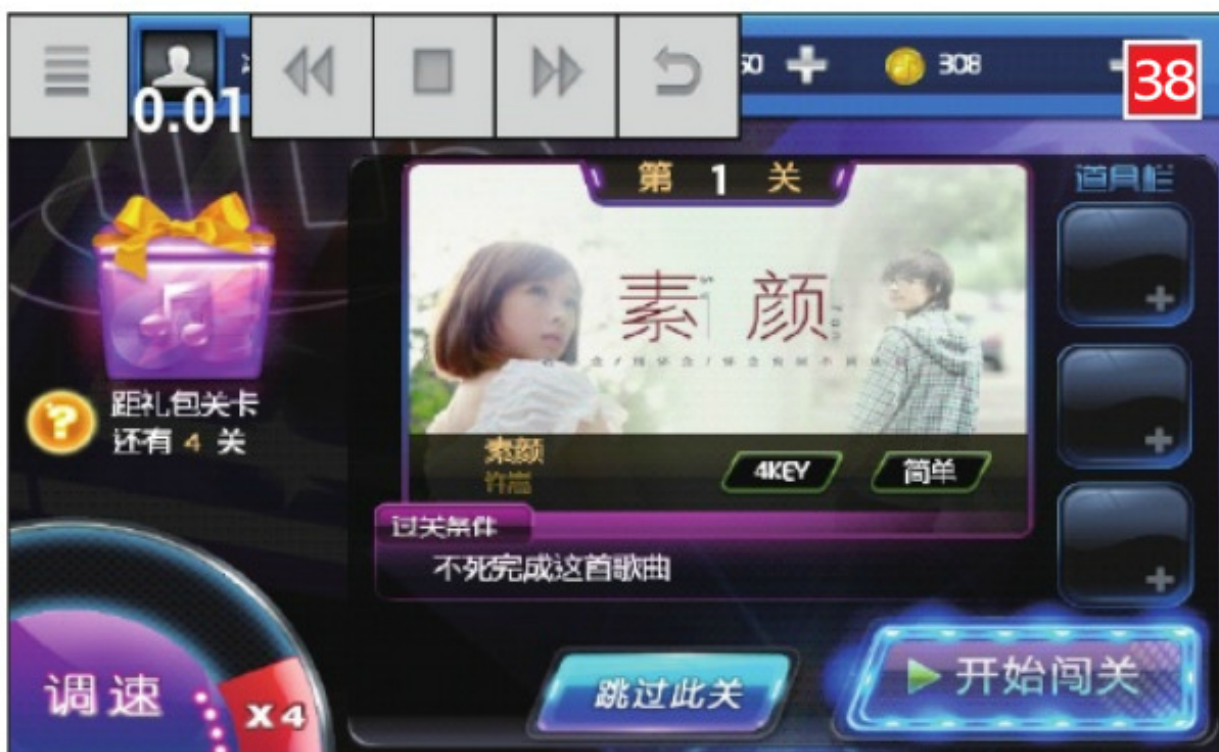 0.01
50
308
38
第 1 关
道具栏
素颜
距礼包关卡
还有 4 关
素颜
许嵩
4KEY
简单
过关条件
不死完成这首歌曲
调速
X4
跳过此关
开始闯关